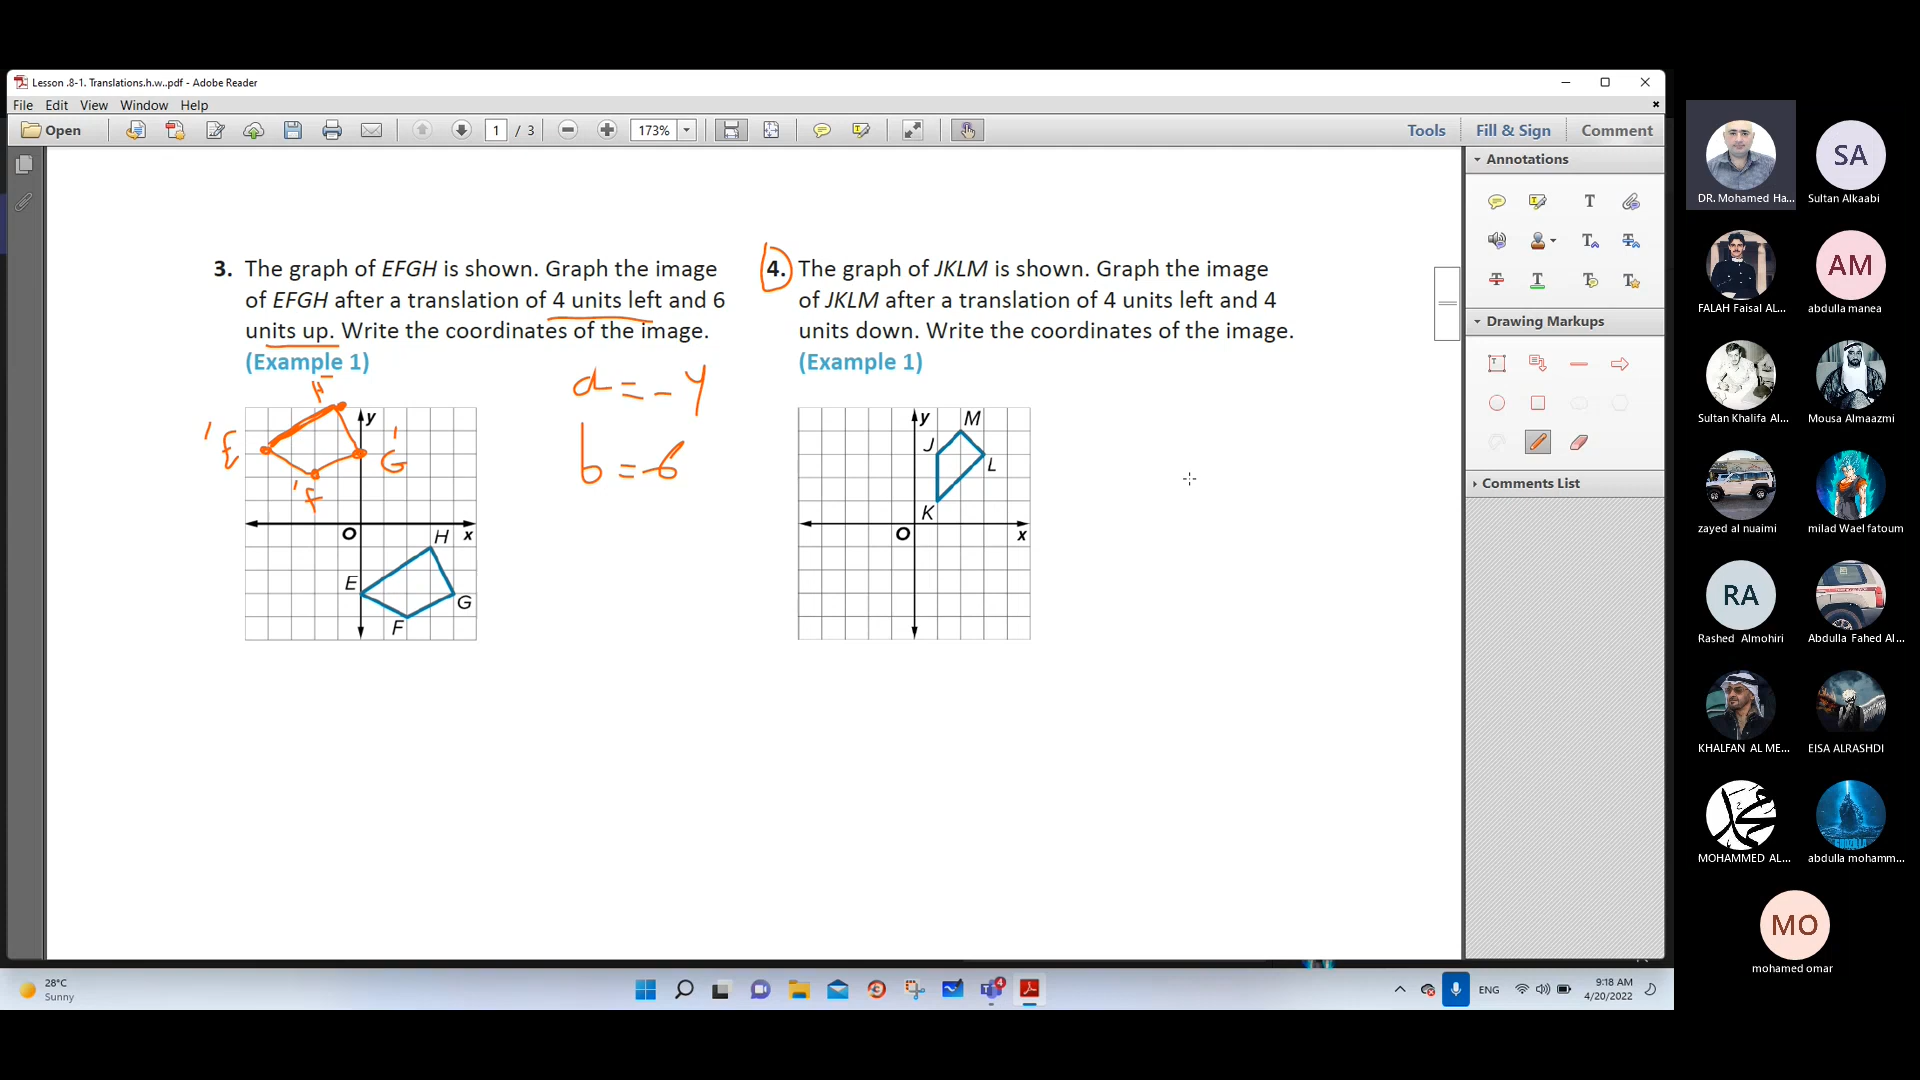 Lesson .8-1. Translations.h.w..pdf - Adobe Reader
File Edit View Window Help
Open
1 / 3
173%
Tools
Fill & Sign
Comment
Annotations
Drawing Markups
Comments List
3. The graph of EFGH is shown. Graph the image
of EFGH after a translation of 4 units left and 6
units up. Write the coordinates of the image.
(Example 1)
a = - 4
b = -6
H'
'E
'F
G'
y
O
x
H
E
G
F
4. The graph of JKLM is shown. Graph the image
of JKLM after a translation of 4 units left and 4
units down. Write the coordinates of the image.
(Example 1)
y
M
J
L
K
O
x
DR. Mohamed Ha...
SA
Sultan Alkaabi
FALAH Faisal AL...
AM
abdulla manea
Sultan Khalifa Al...
Mousa Almaazmi
zayed al nuaimi
milad Wael fatoum
RA
Rashed Almohiri
Abdulla Fahed Al...
KHALFAN AL ME...
EISA ALRASHDI
MOHAMMED AL...
abdulla mohamm...
MO
mohamed omar
28°C
Sunny
4
ENG
9:18 AM
4/20/2022